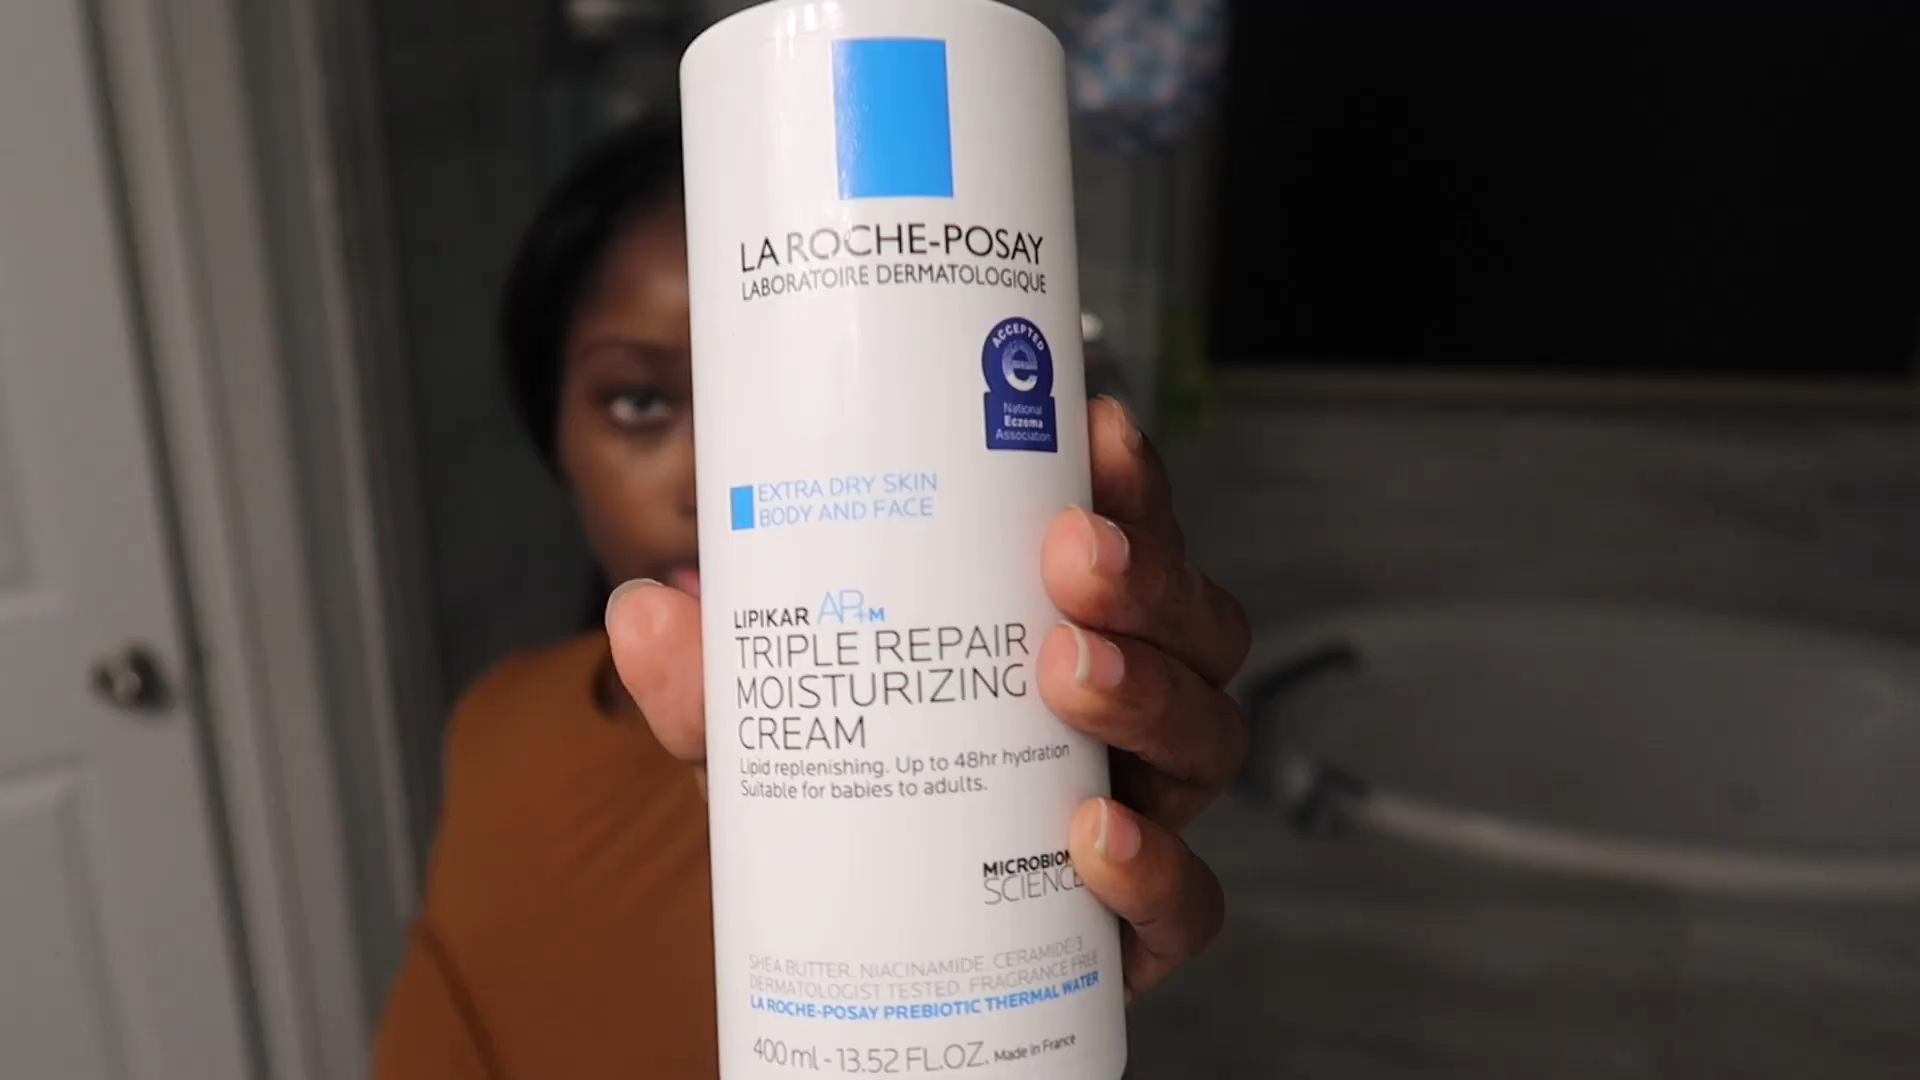 LA ROCHE-POSAY
LABORATOIRE DERMATOLOGIQUE
ACCEPTED
e
National
Eczema
Association
EXTRA DRY SKIN
BODY AND FACE
LIPIKAR AP+M
TRIPLE REPAIR
MOISTURIZING
CREAM
Lipid replenishing. Up to 48hr hydration
Suitable for babies to adults.
MICROBIOM
SCIENCE
SHEA BUTTER. NIACINAMIDE. CERAMIDE-3
DERMATOLOGIST TESTED. FRAGRANCE FREE
LA ROCHE-POSAY PREBIOTIC THERMAL WATER
400 ml - 13.52 FL.OZ. Made in France